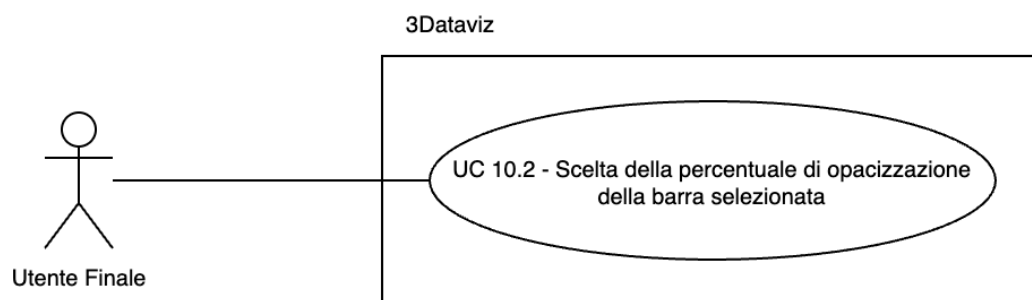 3Dataviz
UC 10.2 - Scelta della percentuale di opacizzazione
della barra selezionata
Utente Finale